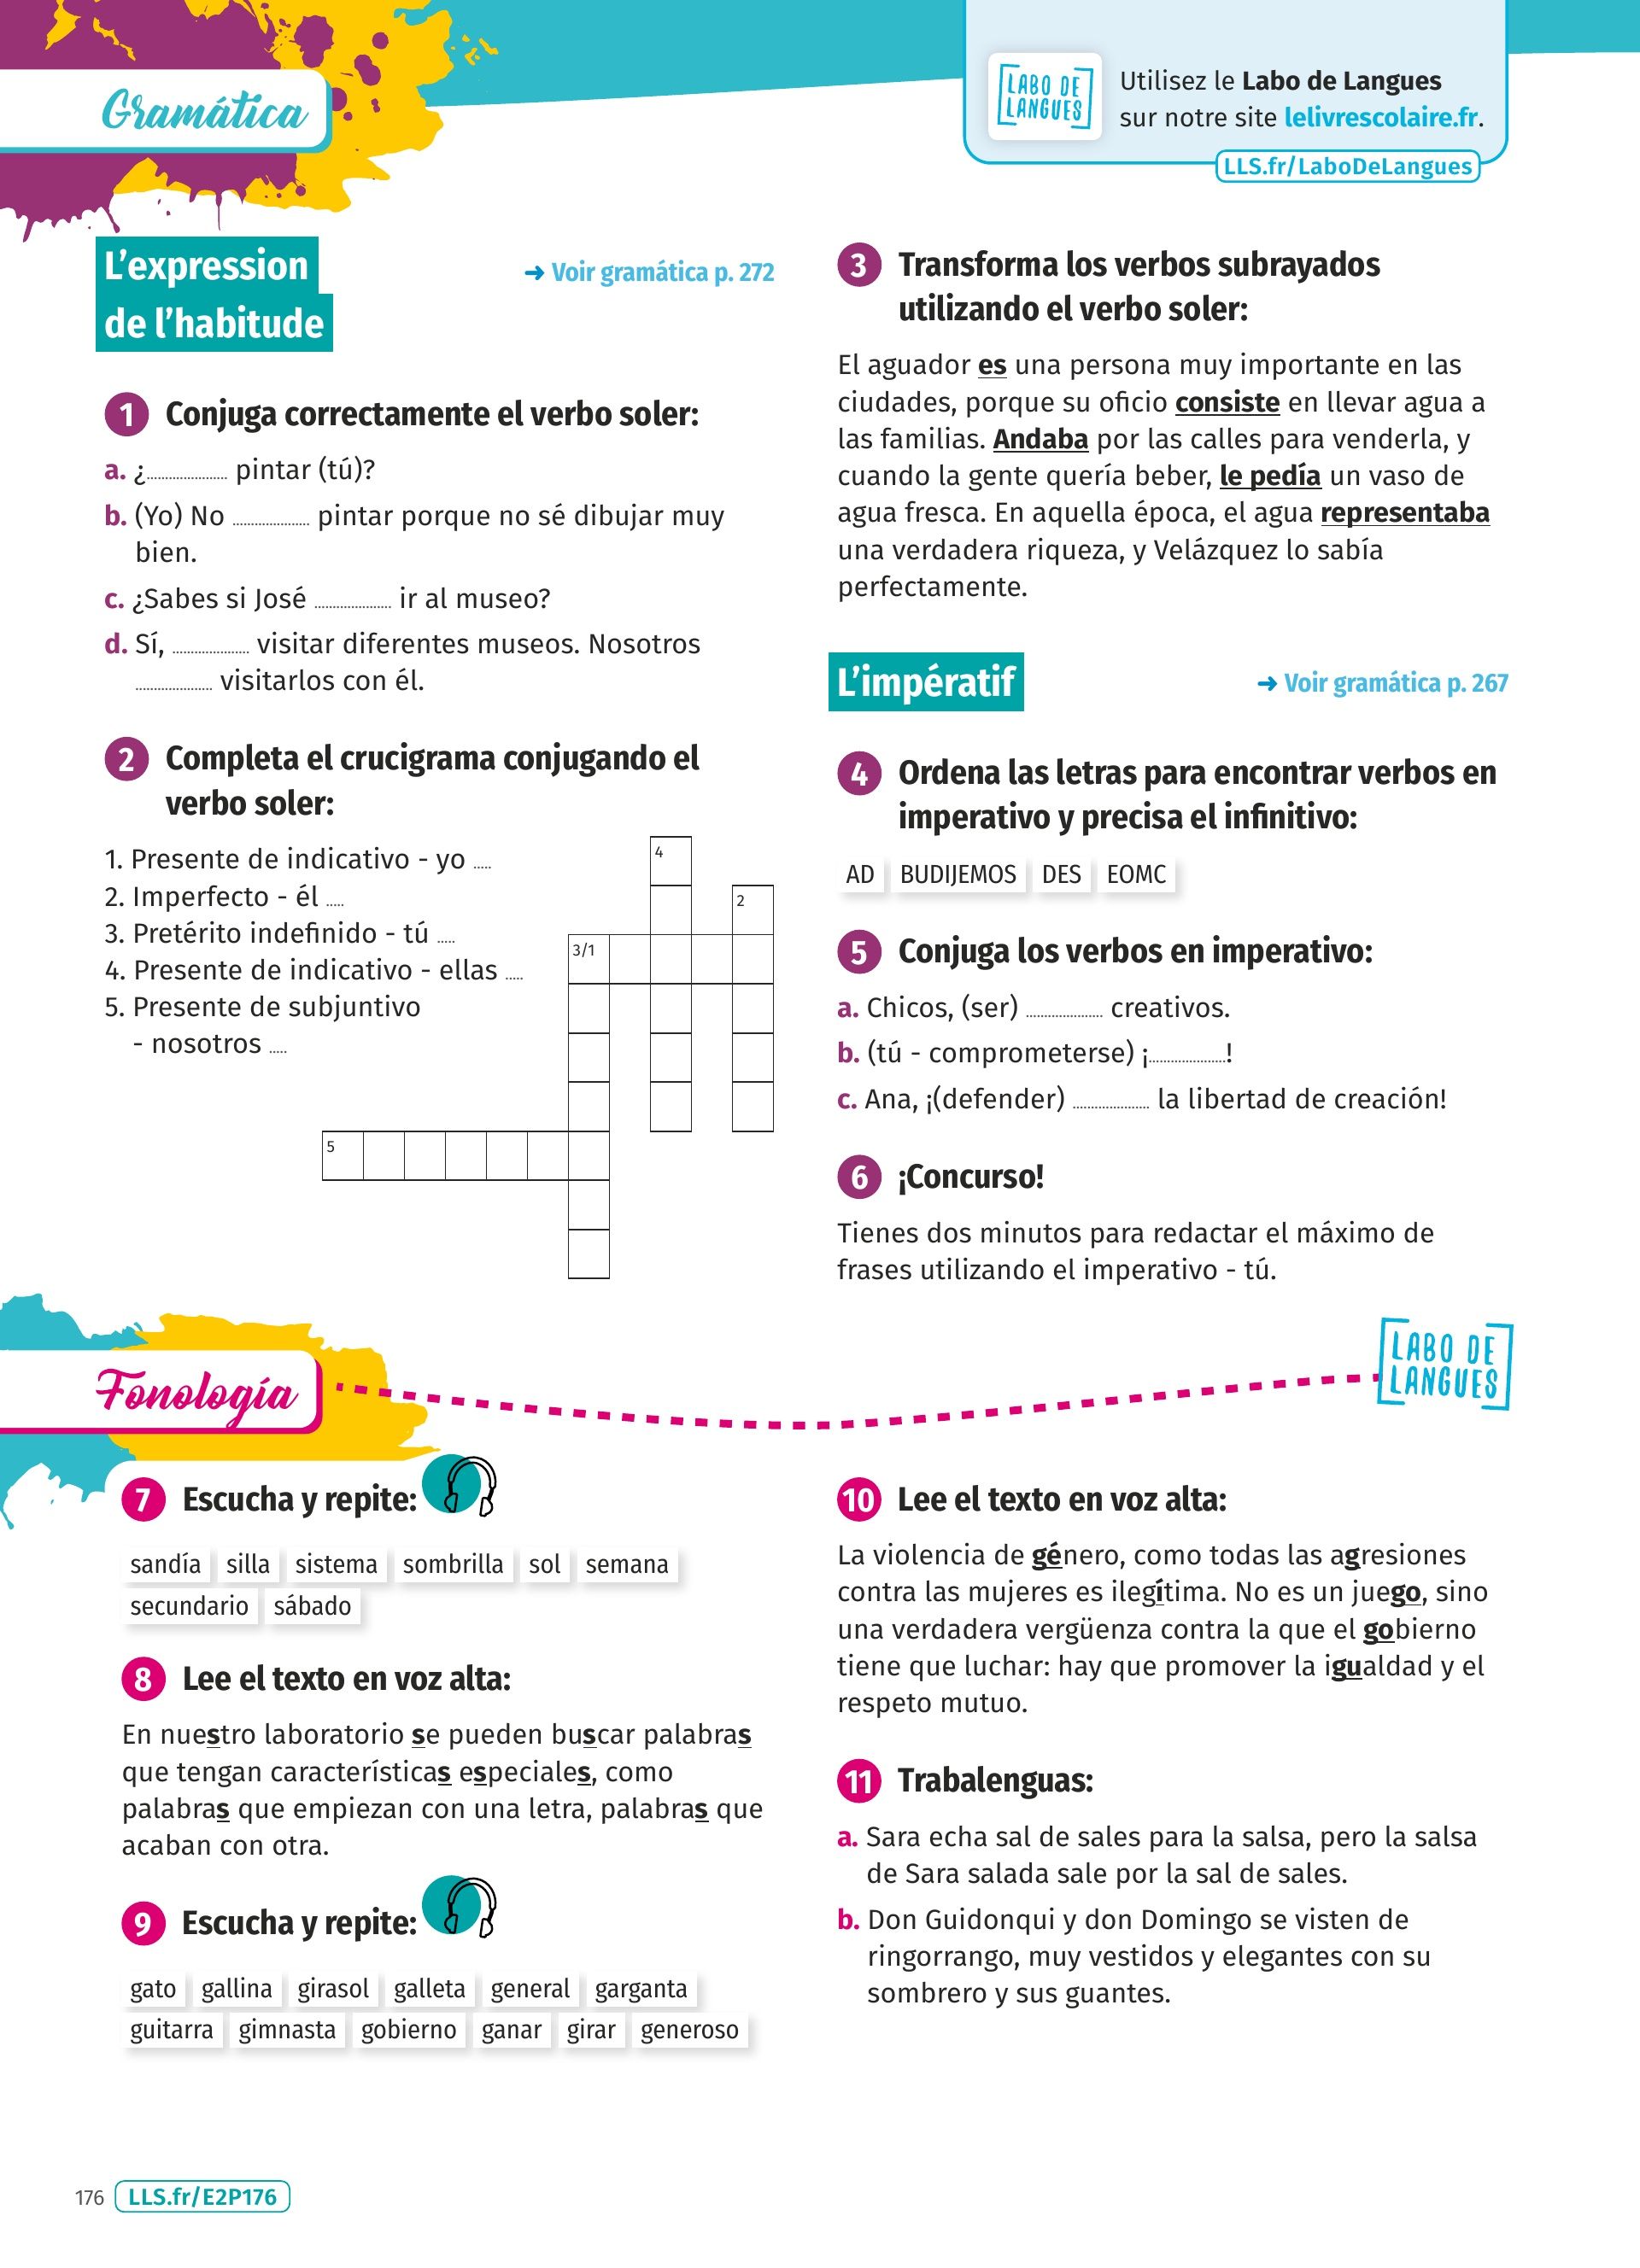 Gramática
LABO DE
LANGUES
Utilisez le Labo de Langues
sur notre site lelivrescolaire.fr.
LLS.fr/LaboDeLangues
L'expression
de l'habitude
➜ Voir gramática p. 272
1 Conjuga correctamente el verbo soler:
a. ¿..................... pintar (tú)?
b. (Yo) No .................... pintar porque no sé dibujar muy
bien.
c. ¿Sabes si José .................... ir al museo?
d. Sí, .................... visitar diferentes museos. Nosotros
.................... visitarlos con él.
2 Completa el crucigrama conjugando el
verbo soler:
1. Presente de indicativo - yo .....
2. Imperfecto - él .....
3. Pretérito indefinido - tú .....
4. Presente de indicativo - ellas .....
5. Presente de subjuntivo
- nosotros .....
4
2
3/1
5
3 Transforma los verbos subrayados
utilizando el verbo soler:
El aguador es una persona muy importante en las
ciudades, porque su oficio consiste en llevar agua a
las familias. Andaba por las calles para venderla, y
cuando la gente quería beber, le pedía un vaso de
agua fresca. En aquella época, el agua representaba
una verdadera riqueza, y Velázquez lo sabía
perfectamente.
L'impératif
➜ Voir gramática p. 267
4 Ordena las letras para encontrar verbos en
imperativo y precisa el infinitivo:
AD BUDIJEMOS DES EOMC
5 Conjuga los verbos en imperativo:
a. Chicos, (ser) .................... creativos.
b. (tú - comprometerse) ¡....................!
c. Ana, ¡(defender) .................... la libertad de creación!
6 ¡Concurso!
Tienes dos minutos para redactar el máximo de
frases utilizando el imperativo - tú.
Fonología
LABO DE
LANGUES
7 Escucha y repite:
sandía silla sistema sombrilla sol semana
secundario sábado
8 Lee el texto en voz alta:
En nuestro laboratorio se pueden buscar palabras
que tengan características especiales, como
palabras que empiezan con una letra, palabras que
acaban con otra.
9 Escucha y repite:
gato gallina girasol galleta general garganta
guitarra gimnasta gobierno ganar girar generoso
10 Lee el texto en voz alta:
La violencia de género, como todas las agresiones
contra las mujeres es ilegítima. No es un juego, sino
una verdadera vergüenza contra la que el gobierno
tiene que luchar: hay que promover la igualdad y el
respeto mutuo.
11 Trabalenguas:
a. Sara echa sal de sales para la salsa, pero la salsa
de Sara salada sale por la sal de sales.
b. Don Guidonqui y don Domingo se visten de
ringorrango, muy vestidos y elegantes con su
sombrero y sus guantes.
176 LLS.fr/E2P176